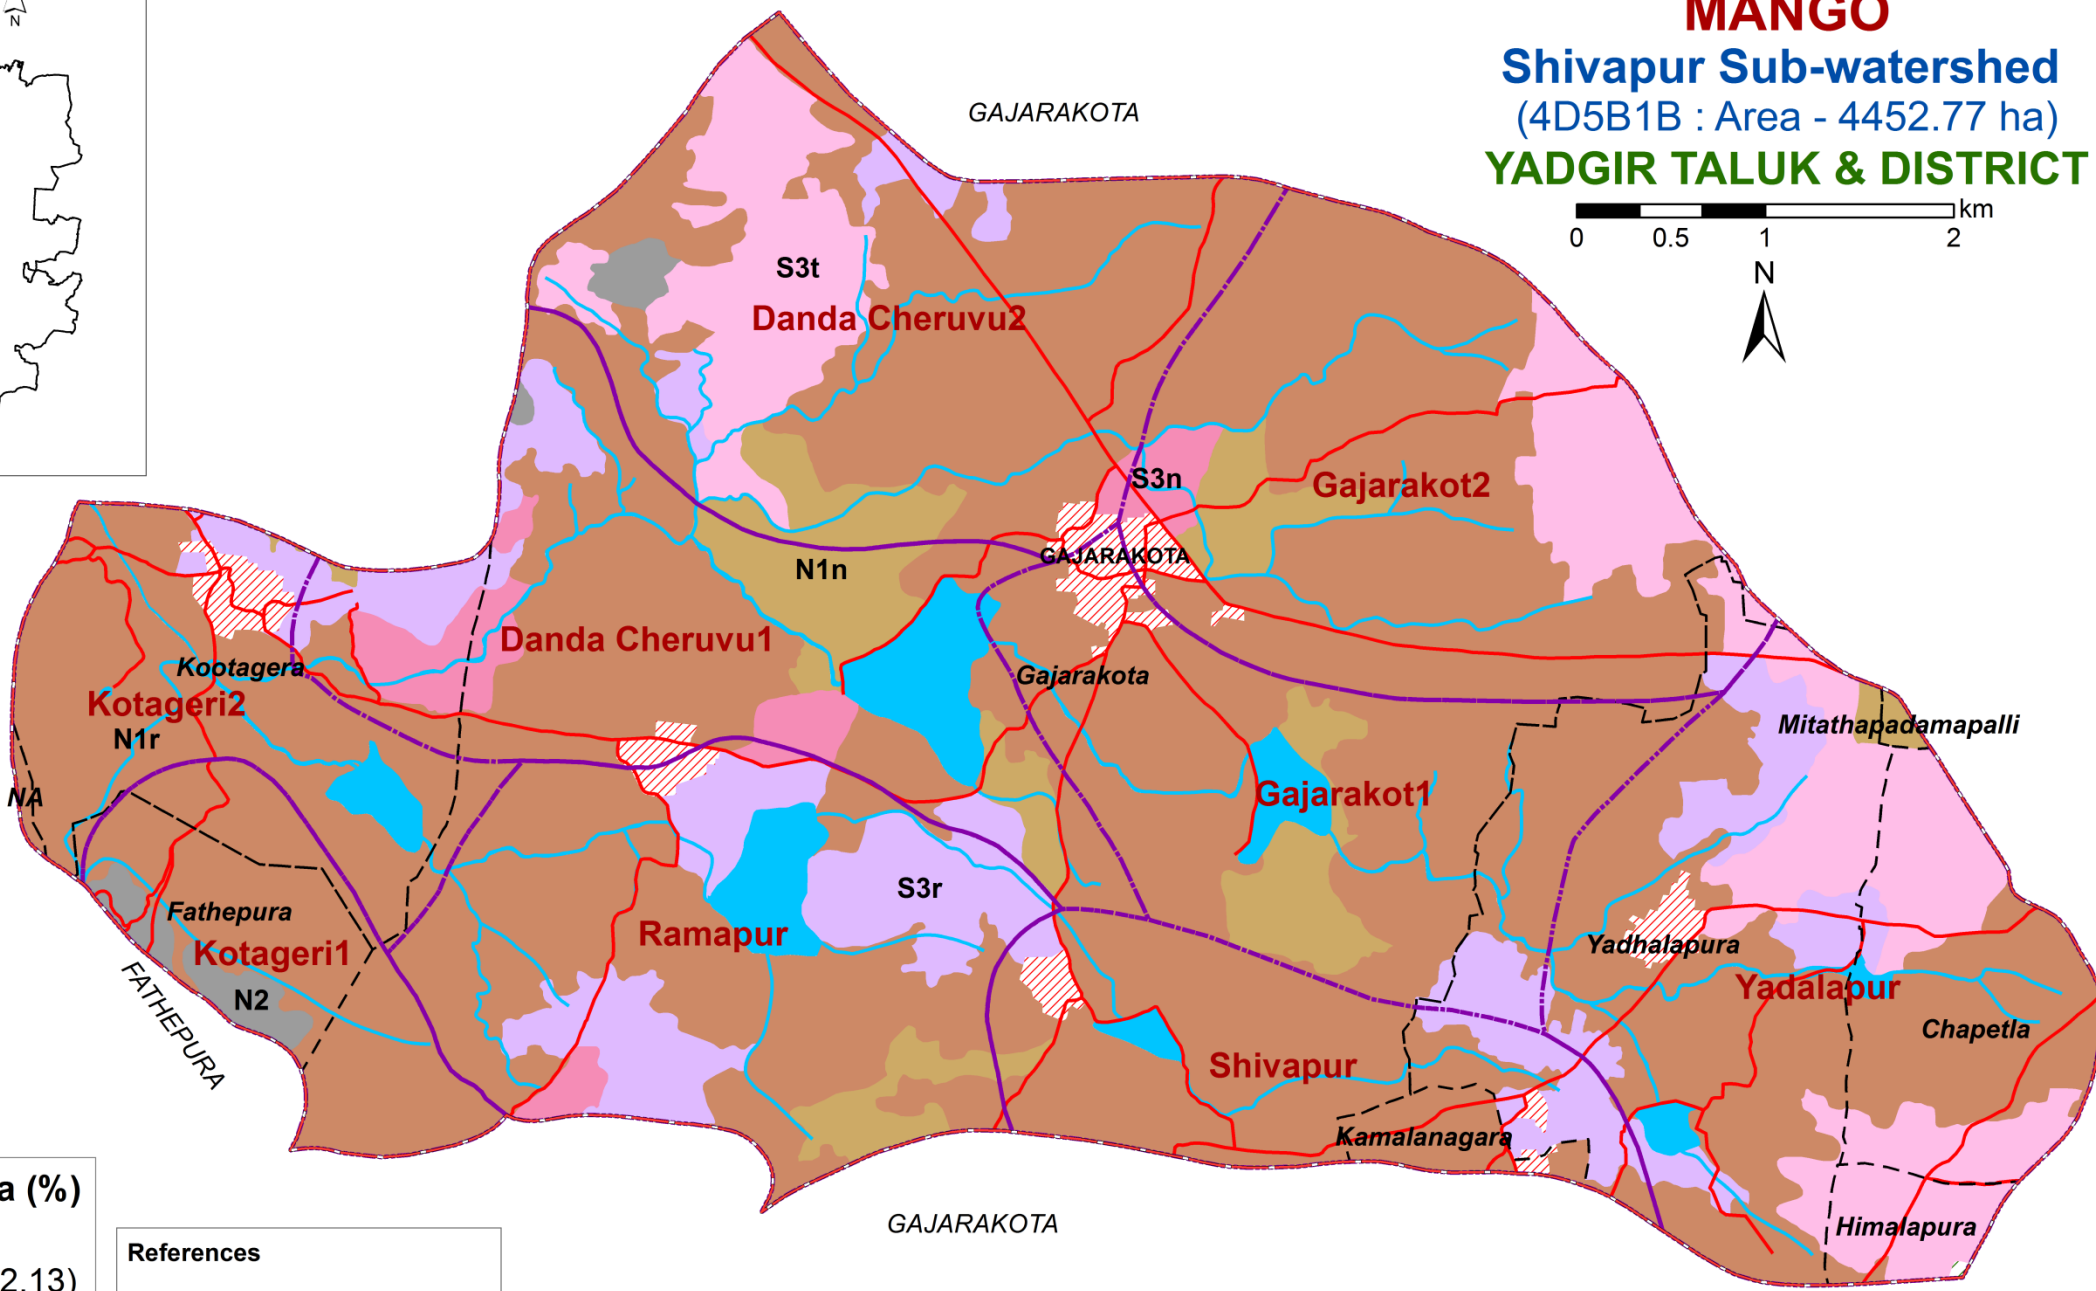 N
MANGO
Shivapur Sub-watershed
(4D5B1B : Area - 4452.77 ha)
YADGIR TALUK & DISTRICT
km
0 0.5 1 2
N
GAJARAKOTA
S3t
Danda Cheruvu2
S3n
Gajarakot2
GAJARAKOTA
N1n
Danda Cheruvu1
Kootagera
Gajarakota
Kotageri2
N1r
Mitathapadamapalli
NA
Gajarakot1
S3r
Fathepura
Ramapur
Kotageri1
Yadhalapura
Yadalapur
N2
FATHEPURA
Chapetla
Shivapur
Kamalanagara
Himalapura
GAJARAKOTA
a (%)
References
2.13)